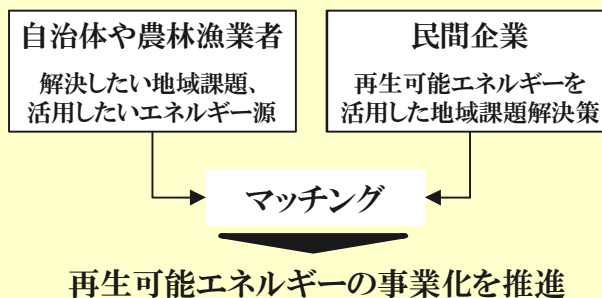 自治体や農林漁業者
解決したい地域課題、
活用したいエネルギー源
民間企業
再生可能エネルギーを
活用した地域課題解決策
マッチング
再生可能エネルギーの事業化を推進